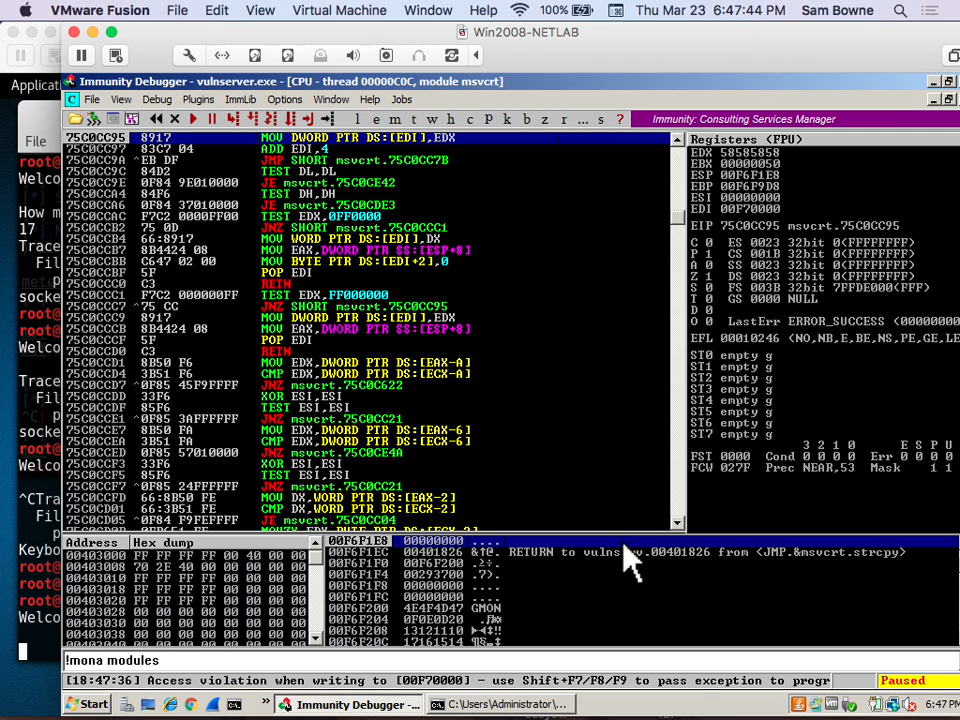 VMware Fusion File Edit View Virtual Machine Window Help 100% Thu Mar 23 6:47:44 PM Sam Bowne
Win2008-NETLAB
Applicati
Immunity Debugger - vulnserver.exe - [CPU - thread 00000C0C, module msvcrt]
C File View Debug Plugins ImmLib Options Window Help Jobs
l e m t w h c P k b z r ... s ? Immunity: Consulting Services Manager
File
root@
Welco
How m
17
Trace
Fil
mete
socke
root@
root@
Welco
Trace
Fil
^C p
socke
root@
Welco
^CTra
Fil
p
Keybo
root@
root@
Welco
75C0CC95 8917 MOV DWORD PTR DS:[EDI],EDX
75C0CC97 83C7 04 ADD EDI,4
75C0CC9A ^EB DF JMP SHORT msvcrt.75C0CC7B
75C0CC9C 84D2 TEST DL,DL
75C0CC9E 0F84 9E010000 JE msvcrt.75C0CE42
75C0CCA4 84F6 TEST DH,DH
75C0CCA6 0F84 37010000 JE msvcrt.75C0CDE3
75C0CCAC F7C2 0000FF00 TEST EDX,0FF0000
75C0CCB2 75 0D JNZ SHORT msvcrt.75C0CCC1
75C0CCB4 66:8917 MOV WORD PTR DS:[EDI],DX
75C0CCB7 8B4424 08 MOV EAX,DWORD PTR SS:[ESP+8]
75C0CCBB C647 02 00 MOV BYTE PTR DS:[EDI+2],0
75C0CCBF 5F POP EDI
75C0CCC0 C3 RETN
75C0CCC1 F7C2 000000FF TEST EDX,FF000000
75C0CCC7 ^75 CC JNZ SHORT msvcrt.75C0CC95
75C0CCC9 8917 MOV DWORD PTR DS:[EDI],EDX
75C0CCCB 8B4424 08 MOV EAX,DWORD PTR SS:[ESP+8]
75C0CCCF 5F POP EDI
75C0CCD0 C3 RETN
75C0CCD1 8B50 F6 MOV EDX,DWORD PTR DS:[EAX-A]
75C0CCD4 3B51 F6 CMP EDX,DWORD PTR DS:[ECX-A]
75C0CCD7 ^0F85 45F9FFFF JNZ msvcrt.75C0C622
75C0CCDD 33F6 XOR ESI,ESI
75C0CCDF 85F6 TEST ESI,ESI
75C0CCE1 ^0F85 3AFFFFFF JNZ msvcrt.75C0CC21
75C0CCE7 8B50 FA MOV EDX,DWORD PTR DS:[EAX-6]
75C0CCEA 3B51 FA CMP EDX,DWORD PTR DS:[ECX-6]
75C0CCED 0F85 57010000 JNZ msvcrt.75C0CE4A
75C0CCF3 33F6 XOR ESI,ESI
75C0CCF5 85F6 TEST ESI,ESI
75C0CCF7 ^0F85 24FFFFFF JNZ msvcrt.75C0CC21
75C0CCFD 66:8B50 FE MOV DX,WORD PTR DS:[EAX-2]
75C0CD01 66:3B51 FE CMP DX,WORD PTR DS:[ECX-2]
75C0CD05 ^0F84 F9FEFFFF JE msvcrt.75C0CC04
Registers (FPU)
EDX 58585858
EBX 00000050
ESP 00F6F1E8
EBP 00F6F9D8
ESI 00000000
EDI 00F70000
EIP 75C0CC95 msvcrt.75C0CC95
C 0 ES 0023 32bit 0(FFFFFFFF)
P 1 CS 001B 32bit 0(FFFFFFFF)
A 0 SS 0023 32bit 0(FFFFFFFF)
Z 1 DS 0023 32bit 0(FFFFFFFF)
S 0 FS 003B 32bit 7FFDE000(FFF)
T 0 GS 0000 NULL
D 0
O 0 LastErr ERROR_SUCCESS (00000000
EFL 00010246 (NO,NB,E,BE,NS,PE,GE,LE
ST0 empty g
ST1 empty g
ST2 empty g
ST3 empty g
ST4 empty g
ST5 empty g
ST6 empty g
ST7 empty g
3 2 1 0 E S P U
FST 0000 Cond 0 0 0 0 Err 0 0 0 0
FCW 027F Prec NEAR,53 Mask 1 1
Address Hex dump
00403000 FF FF FF FF 00 40 00 00
00403008 70 2E 40 00 00 00 00 00
00403010 FF FF FF FF 00 00 00 00
00403018 FF FF FF FF 00 00 00 00
00403020 FF FF FF FF 00 00 00 00
00403028 00 00 00 00 00 00 00 00
00403030 00 00 00 00 00 00 00 00
00403038 00 00 00 00 00 00 00 00
00F6F1E8 00000000 ....
00F6F1EC 00401826 &↑@. RETURN to vulnserv.00401826 from <JMP.&msvcrt.strcpy>
00F6F1F0 00F6F200
00F6F1F4 00293700 .7).
00F6F1F8 00000000 ....
00F6F1FC 00000000 ....
00F6F200 4E4F4D47 GMON
00F6F204 0F0E0D20
00F6F208 13121110
00F6F20C 17161514
!mona modules
[18:47:36] Access violation when writing to [00F70000] - use Shift+F7/F8/F9 to pass exception to progr Paused
Start » Immunity Debugger -... C:\Users\Administrator\... 6:47 PM